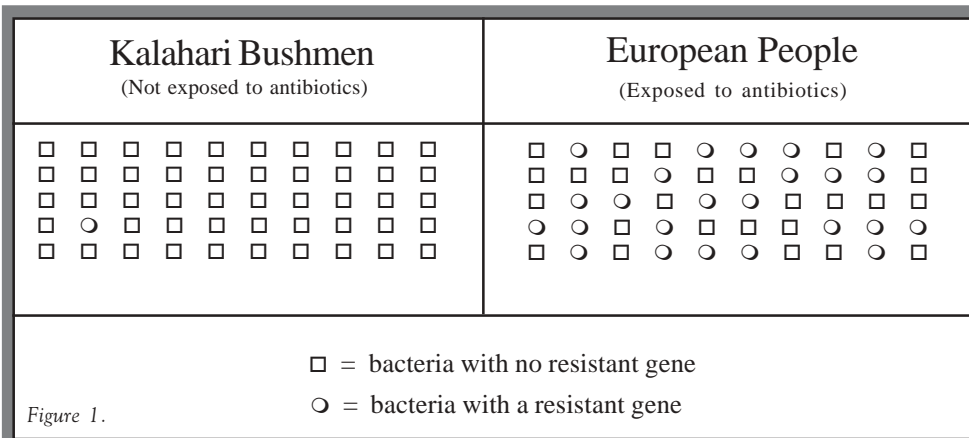 Kalahari Bushmen
(Not exposed to antibiotics)
European People
(Exposed to antibiotics)
= bacteria with no resistant gene
= bacteria with a resistant gene
Figure 1.